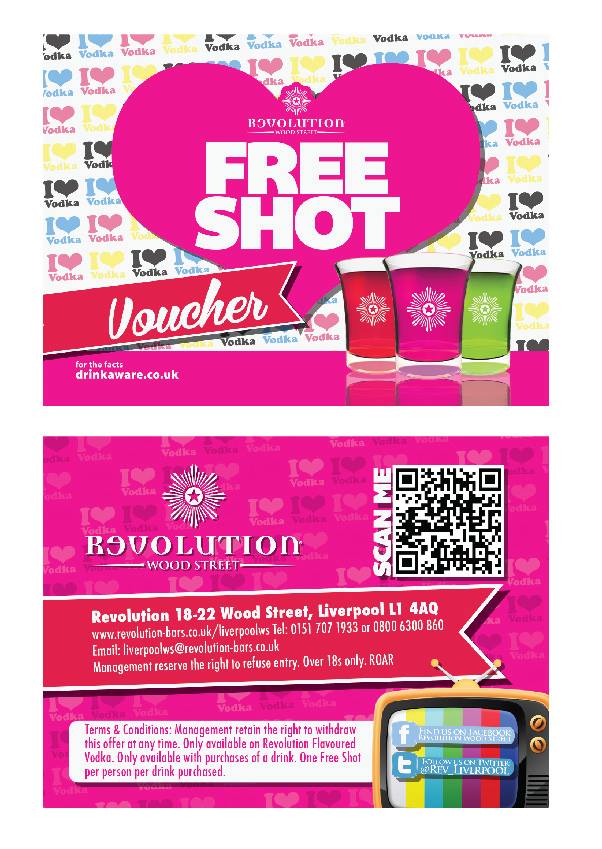 I ♥ Vodka
REVOLUTION
WOOD STREET
FREE
SHOT
Voucher
for the facts
drinkaware.co.uk
REVOLUTION
WOOD STREET
SCAN ME
Revolution 18-22 Wood Street, Liverpool L1 4AQ
www.revolution-bars.co.uk/liverpoolws Tel: 0151 707 1933 or 0800 6300 860
Email: liverpoolws@revolution-bars.co.uk
Management reserve the right to refuse entry. Over 18s only. ROAR
Terms & Conditions: Management retain the right to withdraw
this offer at any time. Only available on Revolution Flavoured
Vodka. Only available with purchases of a drink. One Free Shot
per person per drink purchased.
f FIND US ON FACEBOOK
REVOLUTION WOOD STREET
t FOLLOW US ON TWITTER
@REV_LIVERPOOL